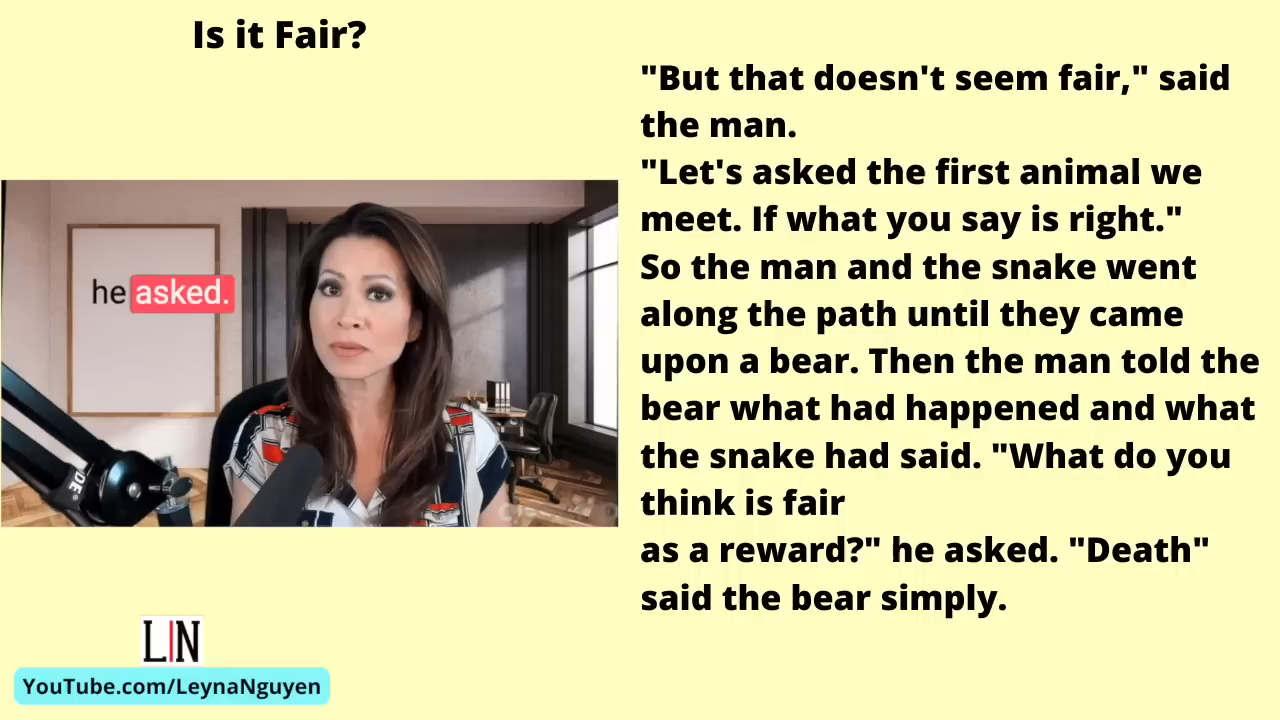 Is it Fair?
"But that doesn't seem fair," said
the man.
"Let's asked the first animal we
meet. If what you say is right."
So the man and the snake went
along the path until they came
upon a bear. Then the man told the
bear what had happened and what
the snake had said. "What do you
think is fair
as a reward?" he asked. "Death"
said the bear simply.
he asked.
DE®
L|N
YouTube.com/LeynaNguyen